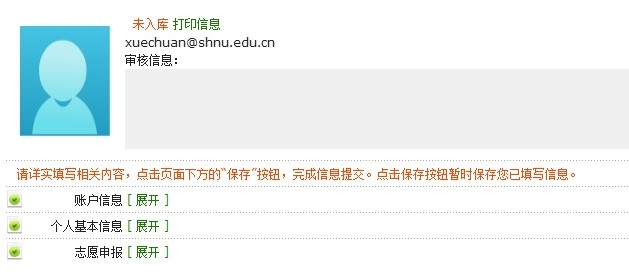 未入库 打印信息
xuechuan@shnu.edu.cn
审核信息：
请详实填写相关内容，点击页面下方的“保存”按钮，完成信息提交。点击保存按钮暂时保存您已填写信息。
账户信息 [ 展开 ]
个人基本信息 [ 展开 ]
志愿申报 [ 展开 ]